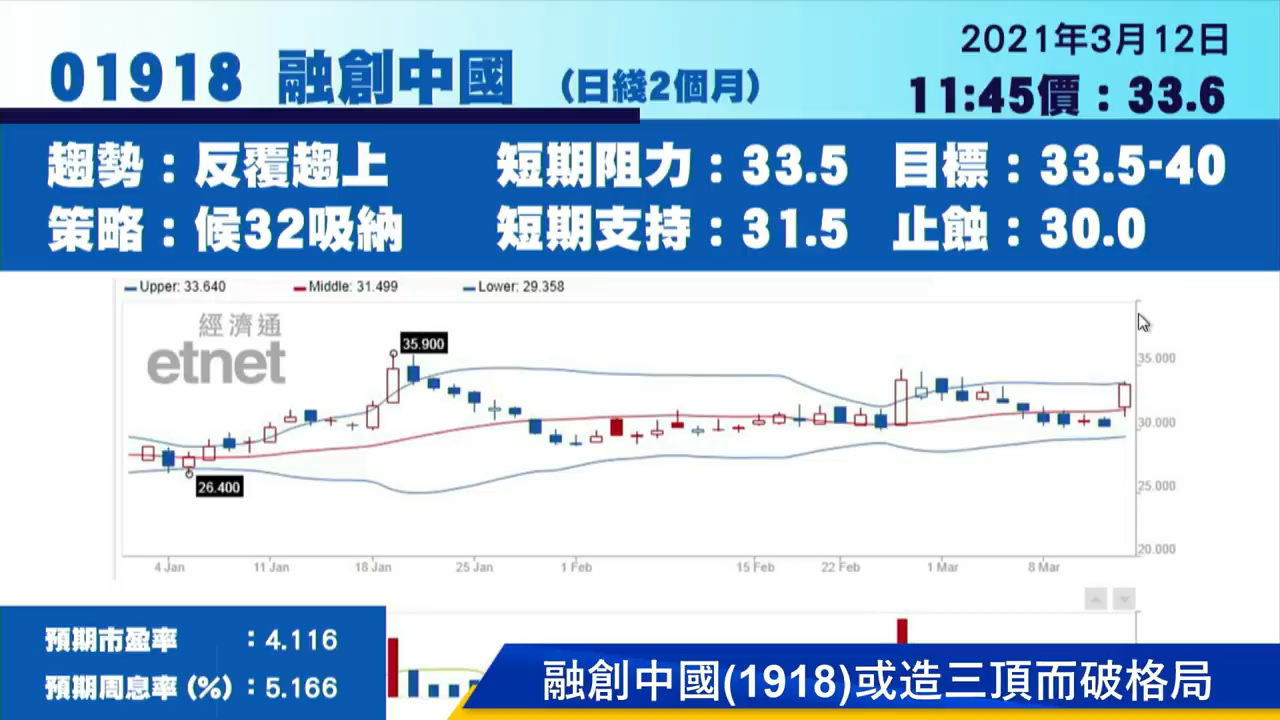 01918 融創中國 (日綫2個月)
2021年3月12日
11:45價：33.6
趨勢：反覆趨上 短期阻力：33.5 目標：33.5-40
策略：候32吸納 短期支持：31.5 止蝕：30.0
Upper: 33.640 Middle: 31.499 Lower: 29.358
經濟通
etnet
35.900
26.400
35.000
30.000
25.000
20.000
4 Jan 11 Jan 18 Jan 25 Jan 1 Feb 15 Feb 22 Feb 1 Mar 8 Mar
預期市盈率 ：4.116
預期周息率 (%)：5.166
融創中國(1918)或造三頂而破格局